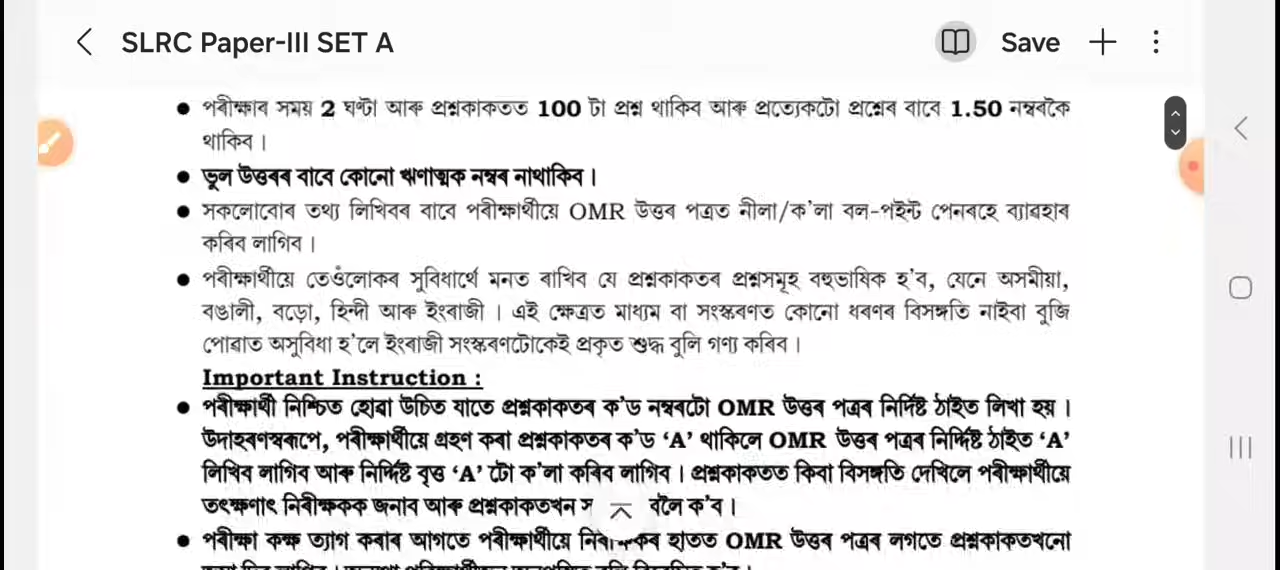 SLRC Paper-III SET A
Save
● পৰীক্ষাৰ সময় 2 ঘণ্টা আৰু প্ৰশ্নকাকতত 100 টা প্ৰশ্ন থাকিব আৰু প্ৰত্যেকটো প্ৰশ্নেৰ বাবে 1.50 নম্বৰকৈ
থাকিব।
● ভুল উত্তৰৰ বাবে কোনো ঋণাত্মক নম্বৰ নাথাকিব।
● সকলোবোৰ তথ্য লিখিবৰ বাবে পৰীক্ষাৰ্থীয়ে OMR উত্তৰ পত্ৰত নীলা/ক'লা বল-পইন্ট পেনৰহে ব্যাৱহাৰ
কৰিব লাগিব।
● পৰীক্ষাৰ্থীয়ে তেওঁলোকৰ সুবিধাৰ্থে মনত ৰাখিব যে প্ৰশ্নকাকতৰ প্ৰশ্নসমূহ বহুভাষিক হ'ব, যেনে অসমীয়া,
বঙালী, বড়ো, হিন্দী আৰু ইংৰাজী। এই ক্ষেত্ৰত মাধ্যম বা সংস্কৰণত কোনো ধৰণৰ বিসঙ্গতি নাইবা বুজি
পোৱাত অসুবিধা হ'লে ইংৰাজী সংস্কৰণটোকেই প্ৰকৃত শুদ্ধ বুলি গণ্য কৰিব।
Important Instruction :
● পৰীক্ষাৰ্থী নিশ্চিত হোৱা উচিত যাতে প্ৰশ্নকাকতৰ ক'ড নম্বৰটো OMR উত্তৰ পত্ৰৰ নিৰ্দিষ্ট ঠাইত লিখা হয়।
উদাহৰণস্বৰূপে, পৰীক্ষাৰ্থীয়ে গ্ৰহণ কৰা প্ৰশ্নকাকতৰ ক'ড ‘A’ থাকিলে OMR উত্তৰ পত্ৰৰ নিৰ্দ্দিষ্ট ঠাইত ‘A’
লিখিব লাগিব আৰু নিৰ্দ্দিষ্ট বৃত্ত ‘A’ টো ক'লা কৰিব লাগিব। প্ৰশ্নকাকতত কিবা বিসঙ্গতি দেখিলে পৰীক্ষাৰ্থীয়ে
তৎক্ষণাৎ নিৰীক্ষকক জনাব আৰু প্ৰশ্নকাকতখন স বলৈ ক'ব।
● পৰীক্ষা কক্ষ ত্যাগ কৰাৰ আগতে পৰীক্ষাৰ্থীয়ে হাতত OMR উত্তৰ পত্ৰৰ লগতে প্ৰশ্নকাকতখনো